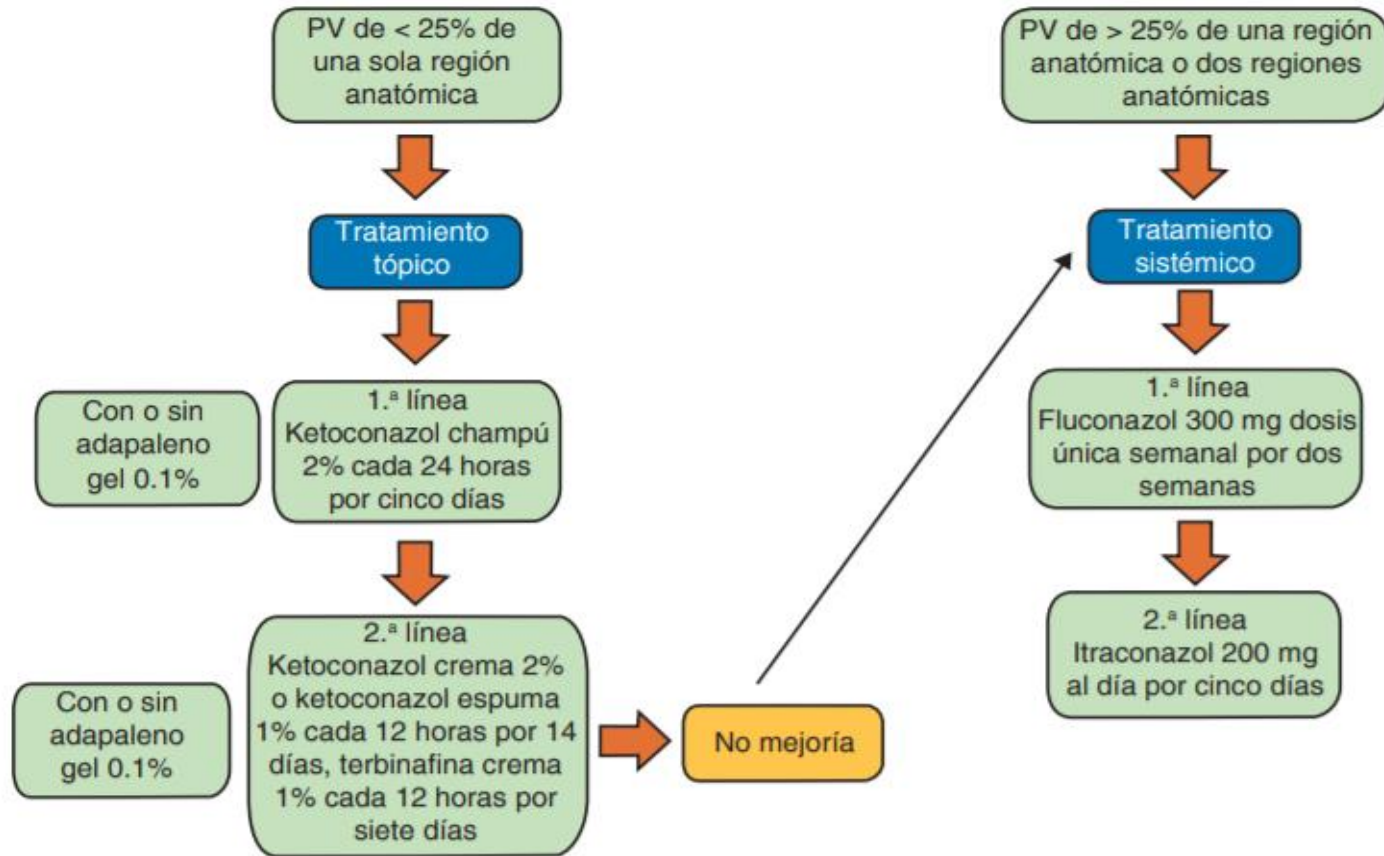 PV de < 25% de
una sola región
anatómica
Tratamiento
tópico
Con o sin
adapaleno
gel 0.1%
1.ª línea
Ketoconazol champú
2% cada 24 horas
por cinco días
Con o sin
adapaleno
gel 0.1%
2.ª línea
Ketoconazol crema 2%
o ketoconazol espuma
1% cada 12 horas por 14
días, terbinafina crema
1% cada 12 horas por
siete días
No mejoría
PV de > 25% de una región
anatómica o dos regiones
anatómicas
Tratamiento
sistémico
1.ª línea
Fluconazol 300 mg dosis
única semanal por dos
semanas
2.ª línea
Itraconazol 200 mg
al día por cinco días